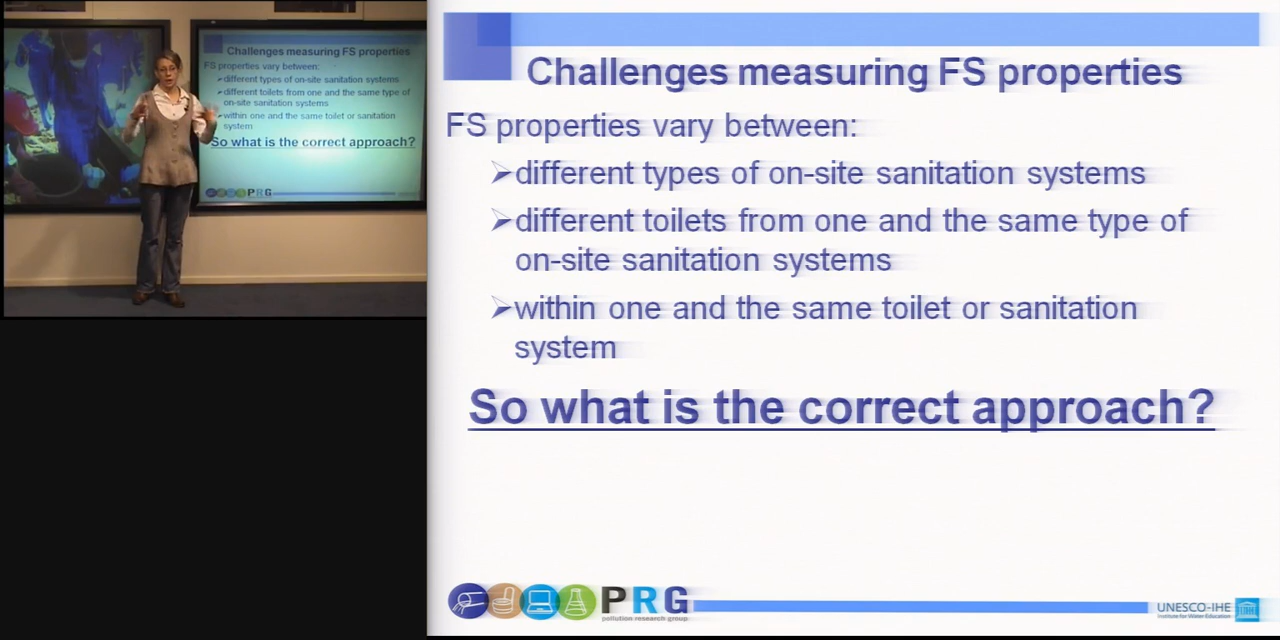 Challenges measuring FS properties
FS properties vary between:
➢different types of on-site sanitation systems
➢different toilets from one and the same type of
on-site sanitation systems
➢within one and the same toilet or sanitation
system
So what is the correct approach?
PRG
Challenges measuring FS properties
FS properties vary between:
➢different types of on-site sanitation systems
➢different toilets from one and the same type of
on-site sanitation systems
➢within one and the same toilet or sanitation
system
So what is the correct approach?
PRG
pollution research group
UNESCO-IHE
Institute for Water Education